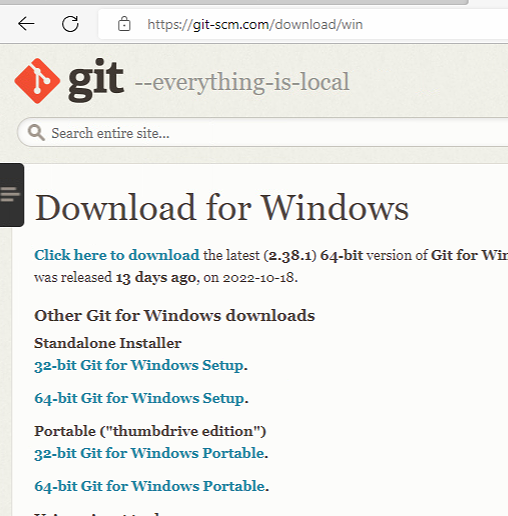 https://git-scm.com/download/win
git --everything-is-local
Search entire site...
Download for Windows
Click here to download the latest (2.38.1) 64-bit version of Git for
was released 13 days ago, on 2022-10-18.
Other Git for Windows downloads
Standalone Installer
32-bit Git for Windows Setup.
64-bit Git for Windows Setup.
Portable ("thumbdrive edition")
32-bit Git for Windows Portable.
64-bit Git for Windows Portable.